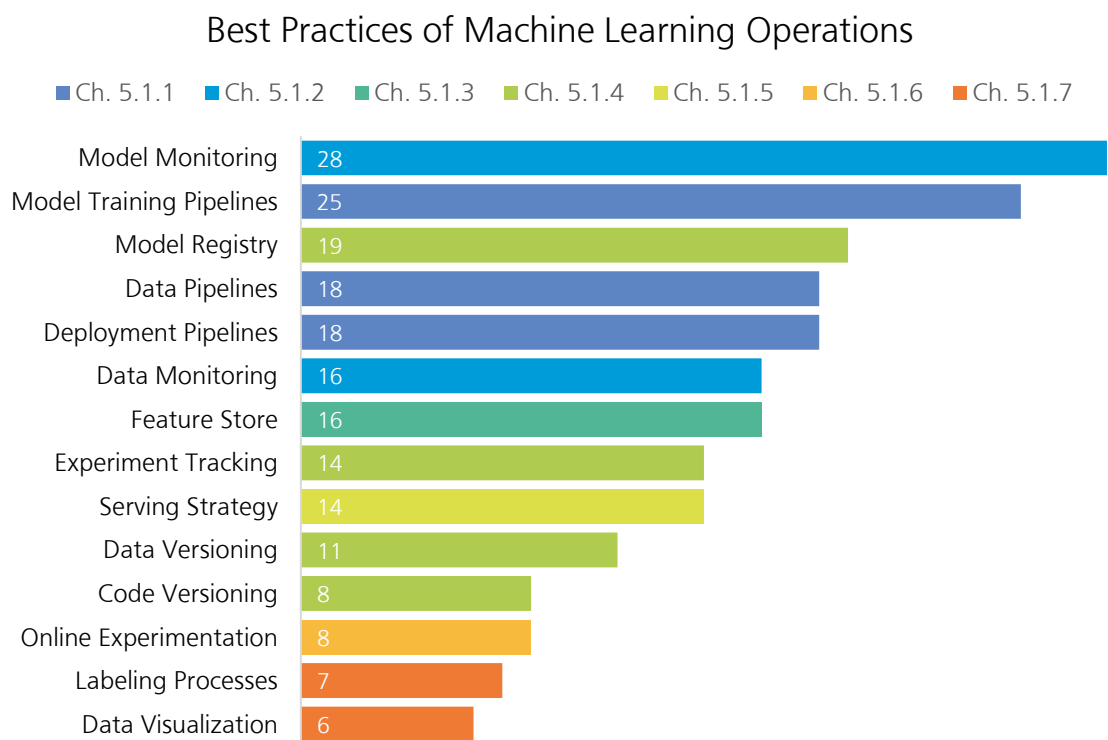 Best Practices of Machine Learning Operations
Ch. 5.1.1 Ch. 5.1.2 Ch. 5.1.3 Ch. 5.1.4 Ch. 5.1.5 Ch. 5.1.6 Ch. 5.1.7
Model Monitoring 28
Model Training Pipelines 25
Model Registry 19
Data Pipelines 18
Deployment Pipelines 18
Data Monitoring 16
Feature Store 16
Experiment Tracking 14
Serving Strategy 14
Data Versioning 11
Code Versioning 8
Online Experimentation 8
Labeling Processes 7
Data Visualization 6